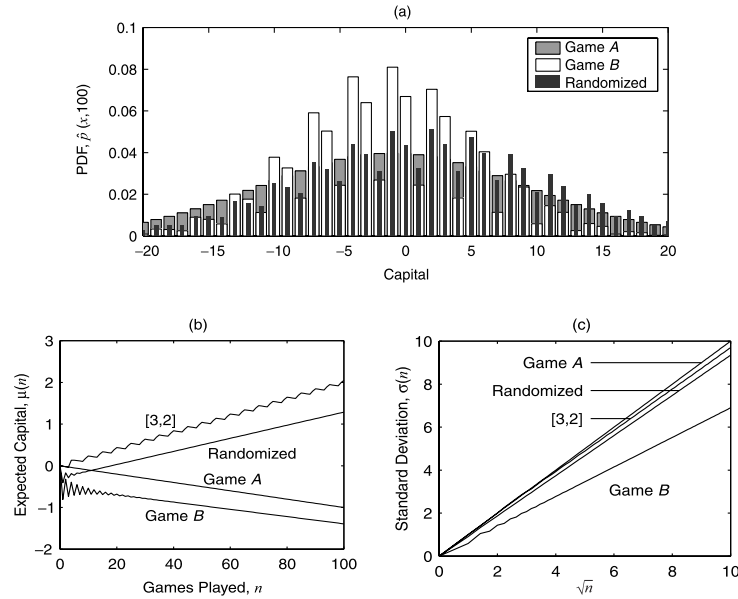 (a)
0.1
0.08
0.06
0.04
0.02
0
PDF, p̂ (x,100)
Game A
Game B
Randomized
−20 −15 −10 −5 0 5 10 15 20
Capital
(b)
3
2
1
0
−1
−2
Expected Capital, μ(n)
[3,2]
Randomized
Game A
Game B
0 20 40 60 80 100
Games Played, n
(c)
10
8
6
4
2
0
Standard Deviation, σ(n)
Game A
Randomized
[3,2]
Game B
0 2 4 6 8 10
√n